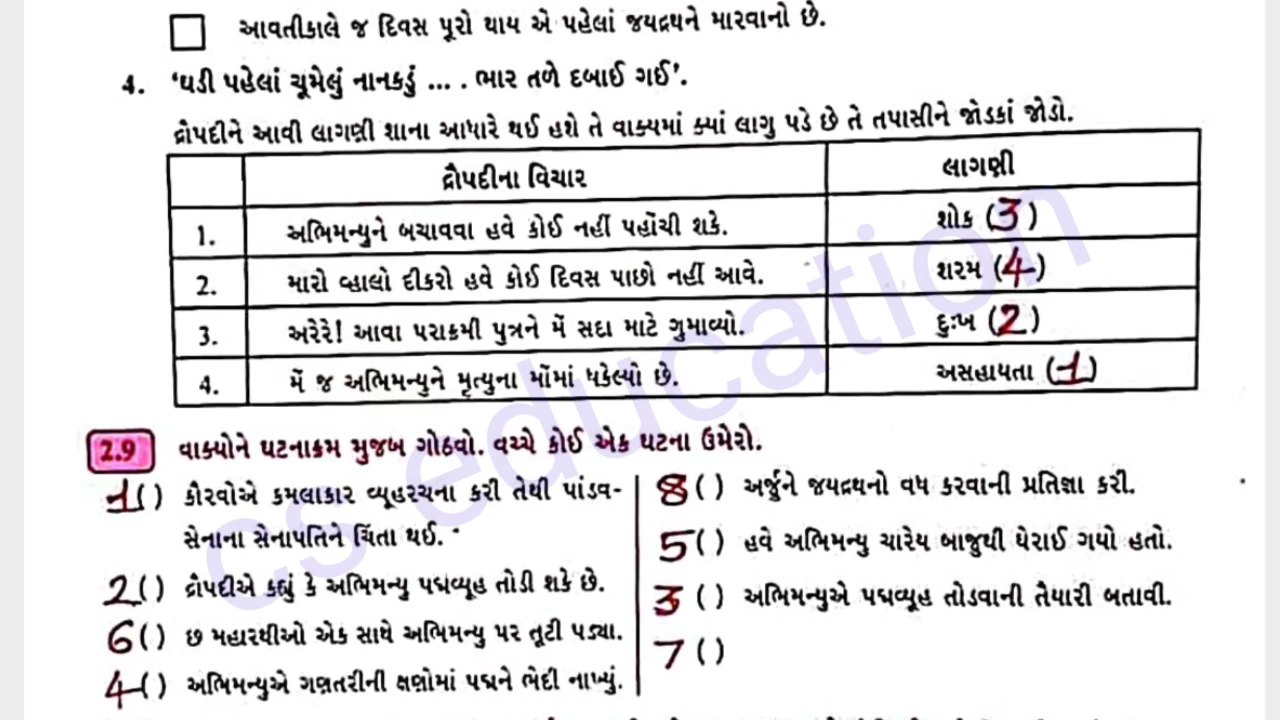 આવતીકાલે જ દિવસ પૂરો થાય એ પહેલાં જયદ્રથને મારવાનો છે.
4. 'ઘડી પહેલાં ચૂમેલું નાનકડું ... . ભાર તળે દબાઈ ગઈ'.
દ્રૌપદીને આવી લાગણી શાના આધારે થઈ હશે તે વાક્યમાં ક્યાં લાગુ પડે છે તે તપાસીને જોડકાં જોડો.
દ્રૌપદીના વિચાર લાગણી
1. અભિમન્યુને બચાવવા હવે કોઈ નહીં પહોંચી શકે. શોક (3)
2. મારો વ્હાલો દીકરો હવે કોઈ દિવસ પાછો નહીં આવે. શરમ (4)
3. અરેરે! આવા પરાક્રમી પુત્રને મેં સદા માટે ગુમાવ્યો. દુઃખ (2)
4. મેં જ અભિમન્યુને મૃત્યુના મોંમાં ધકેલ્યો છે. અસહાયતા (1)
2.9 વાક્યોને ઘટનાક્રમ મુજબ ગોઠવો. વચ્ચે કોઈ એક ઘટના ઉમેરો.
1 ( ) કૌરવોએ કમલાકાર વ્યૂહરચના કરી તેથી પાંડવ-
સેનાના સેનાપતિને ચિંતા થઈ.
2 ( ) દ્રૌપદીએ કહ્યું કે અભિમન્યુ પદ્મવ્યૂહ તોડી શકે છે.
6 ( ) છ મહારથીઓ એક સાથે અભિમન્યુ પર તૂટી પડ્યા.
4 ( ) અભિમન્યુએ ગણતરીની ક્ષણોમાં પદ્મને ભેદી નાખ્યું.
8 ( ) અર્જુને જયદ્રથનો વધ કરવાની પ્રતિજ્ઞા કરી.
5 ( ) હવે અભિમન્યુ ચારેય બાજુથી ઘેરાઈ ગયો હતો.
3 ( ) અભિમન્યુએ પદ્મવ્યૂહ તોડવાની તૈયારી બતાવી.
7 ( )
cs education